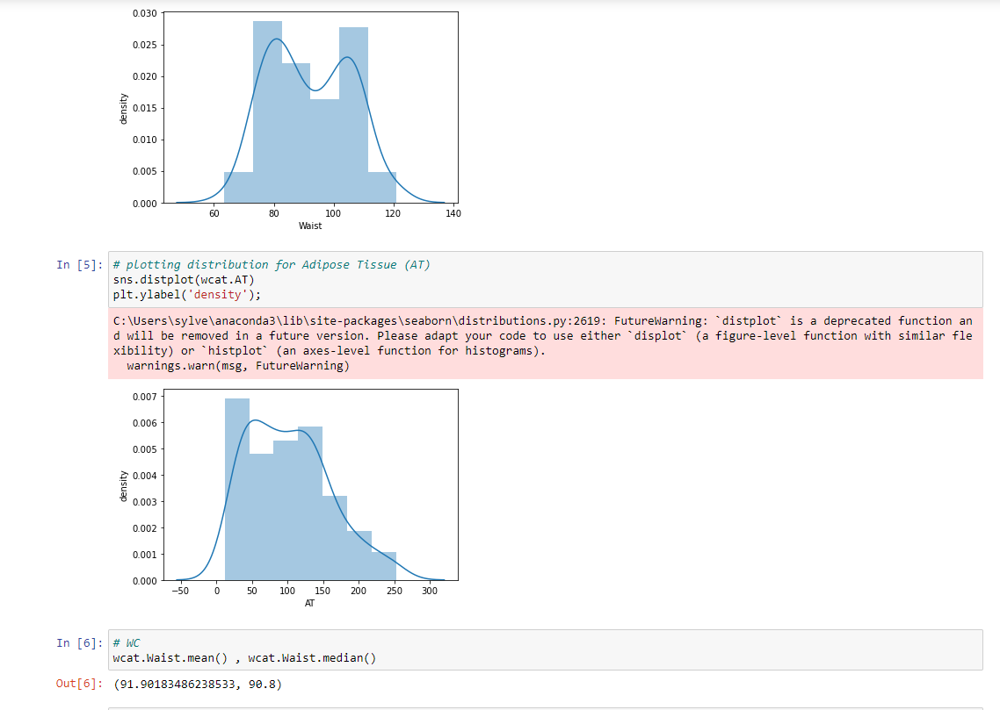 0.030
0.025
0.020
0.015
0.010
0.005
0.000
density
60 80 100 120 140
Waist
In [5]: # plotting distribution for Adipose Tissue (AT)
sns.distplot(wcat.AT)
plt.ylabel('density');
C:\Users\sylve\anaconda3\lib\site-packages\seaborn\distributions.py:2619: FutureWarning: `distplot` is a deprecated function an
d will be removed in a future version. Please adapt your code to use either `displot` (a figure-level function with similar fle
xibility) or `histplot` (an axes-level function for histograms).
  warnings.warn(msg, FutureWarning)
0.007
0.006
0.005
0.004
0.003
0.002
0.001
0.000
density
−50 0 50 100 150 200 250 300
AT
In [6]: # WC
wcat.Waist.mean() , wcat.Waist.median()
Out[6]: (91.90183486238533, 90.8)